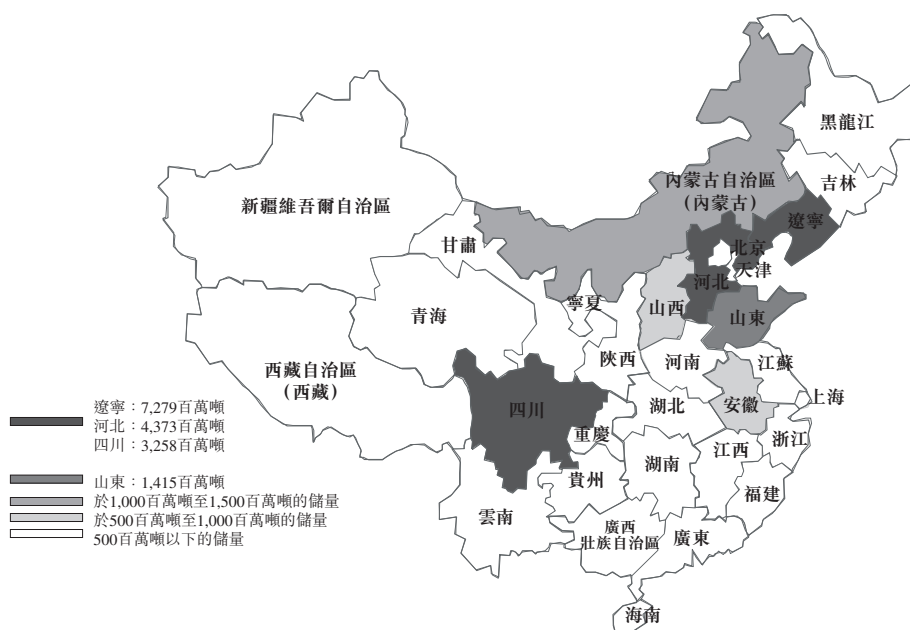 黑龍江
內蒙古自治區
(內蒙古)
吉林
新疆維吾爾自治區
遼寧
甘肅
北京
天津
河北
寧夏
山西
山東
青海
陝西
河南
江蘇
西藏自治區
(西藏)
上海
四川
湖北
安徽
重慶
浙江
江西
湖南
貴州
福建
雲南
廣西
壯族自治區
廣東
海南
遼寧：7,279百萬噸
河北：4,373百萬噸
四川：3,258百萬噸
山東：1,415百萬噸
於1,000百萬噸至1,500百萬噸的儲量
於500百萬噸至1,000百萬噸的儲量
500百萬噸以下的儲量